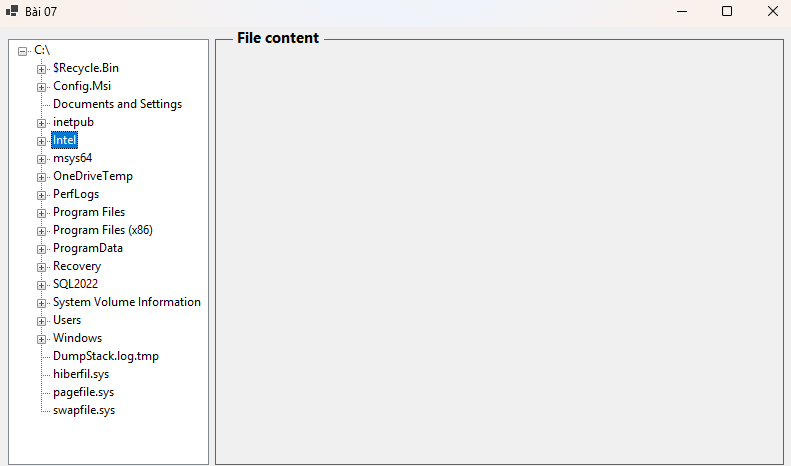 Bài 07
File content
C:\
$Recycle.Bin
Config.Msi
Documents and Settings
inetpub
Intel
msys64
OneDriveTemp
PerfLogs
Program Files
Program Files (x86)
ProgramData
Recovery
SQL2022
System Volume Information
Users
Windows
DumpStack.log.tmp
hiberfil.sys
pagefile.sys
swapfile.sys